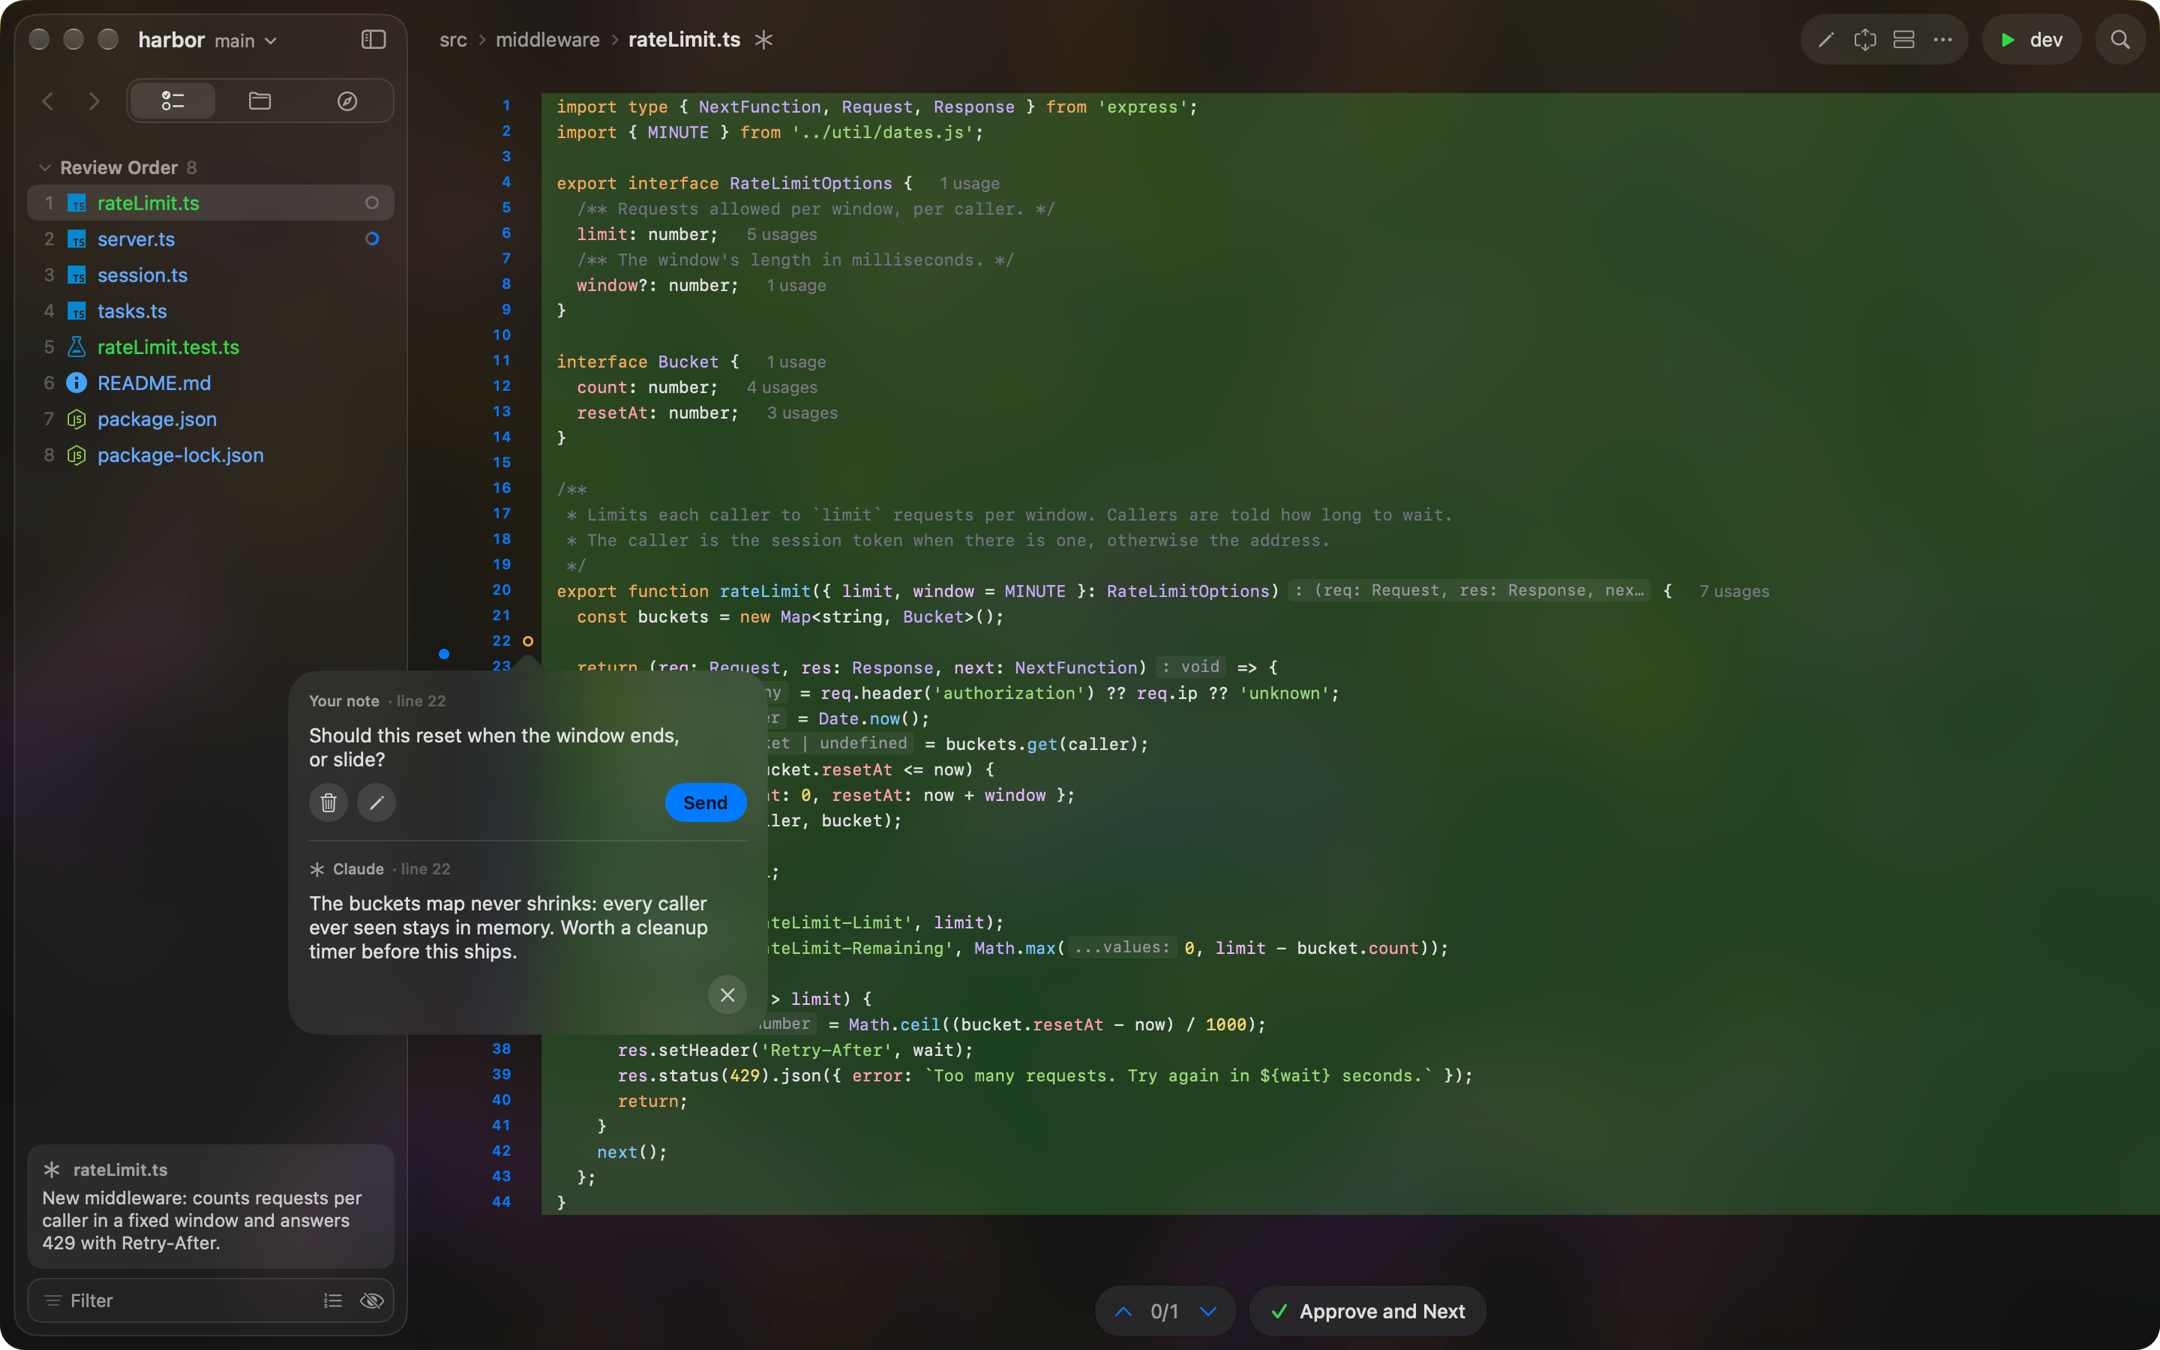 harbor main
src › middleware › rateLimit.ts
dev
Review Order 8
1 TS rateLimit.ts
2 TS server.ts
3 TS session.ts
4 TS tasks.ts
5 rateLimit.test.ts
6 README.md
7 JS package.json
8 JS package-lock.json
1 import type { NextFunction, Request, Response } from 'express';
2 import { MINUTE } from '../util/dates.js';
3
4 export interface RateLimitOptions { 1 usage
5 /** Requests allowed per window, per caller. */
6 limit: number; 5 usages
7 /** The window's length in milliseconds. */
8 window?: number; 1 usage
9 }
10
11 interface Bucket { 1 usage
12 count: number; 4 usages
13 resetAt: number; 3 usages
14 }
15
16 /**
17 * Limits each caller to `limit` requests per window. Callers are told how long to wait.
18 * The caller is the session token when there is one, otherwise the address.
19 */
20 export function rateLimit({ limit, window = MINUTE }: RateLimitOptions) : (req: Request, res: Response, nex… { 7 usages
21 const buckets = new Map<string, Bucket>();
22
23 return (req: Request, res: Response, next: NextFunction) : void => {
ny = req.header('authorization') ?? req.ip ?? 'unknown';
er = Date.now();
ket | undefined = buckets.get(caller);
ucket.resetAt <= now) {
nt: 0, resetAt: now + window };
ller, bucket);
;
ateLimit-Limit', limit);
ateLimit-Remaining', Math.max( ...values: 0, limit - bucket.count));
> limit) {
number = Math.ceil((bucket.resetAt - now) / 1000);
38 res.setHeader('Retry-After', wait);
39 res.status(429).json({ error: `Too many requests. Try again in ${wait} seconds.` });
40 return;
41 }
42 next();
43 };
44 }
Your note · line 22
Should this reset when the window ends,
or slide?
Send
Claude · line 22
The buckets map never shrinks: every caller
ever seen stays in memory. Worth a cleanup
timer before this ships.
rateLimit.ts
New middleware: counts requests per
caller in a fixed window and answers
429 with Retry-After.
Filter
0/1
Approve and Next